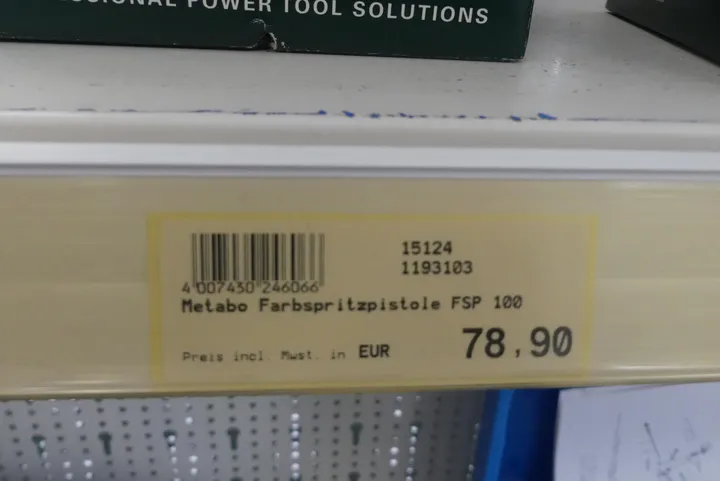 ESSIONAL POWER TOOL SOLUTIONS
15124
1193103
4 007430 246066
Metabo Farbspritzpistole FSP 100
Preis incl. Mwst. in EUR 78,90